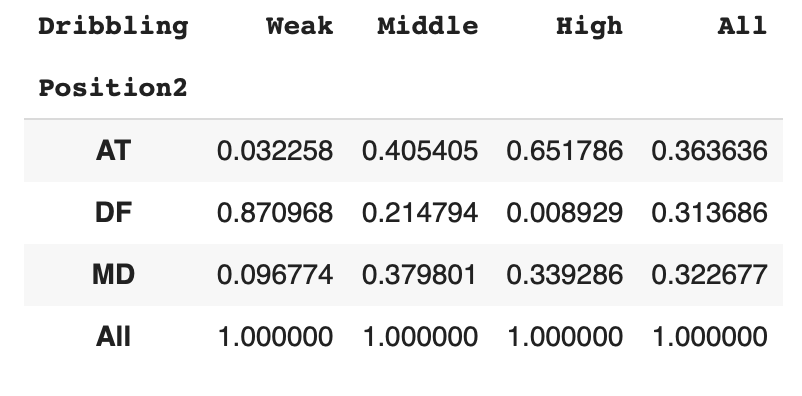 Dribbling Weak Middle High All
Position2
AT 0.032258 0.405405 0.651786 0.363636
DF 0.870968 0.214794 0.008929 0.313686
MD 0.096774 0.379801 0.339286 0.322677
All 1.000000 1.000000 1.000000 1.000000